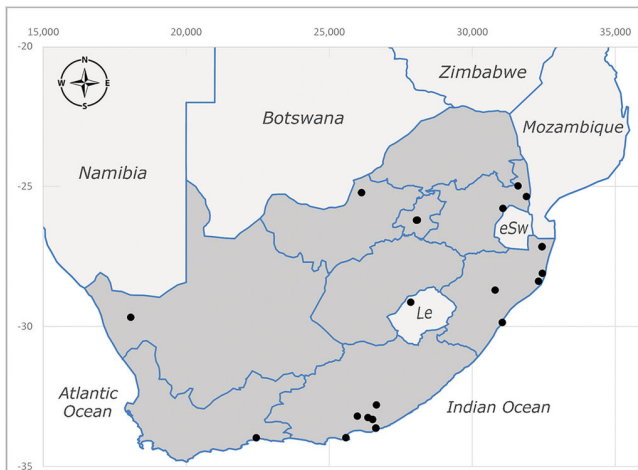 15,000 20,000 25,000 30,000 35,000
-20
N
W E
S
Zimbabwe
Botswana
Mozambique
Namibia
-25
eSw
Le
-30
Atlantic
Ocean
Indian Ocean
-35